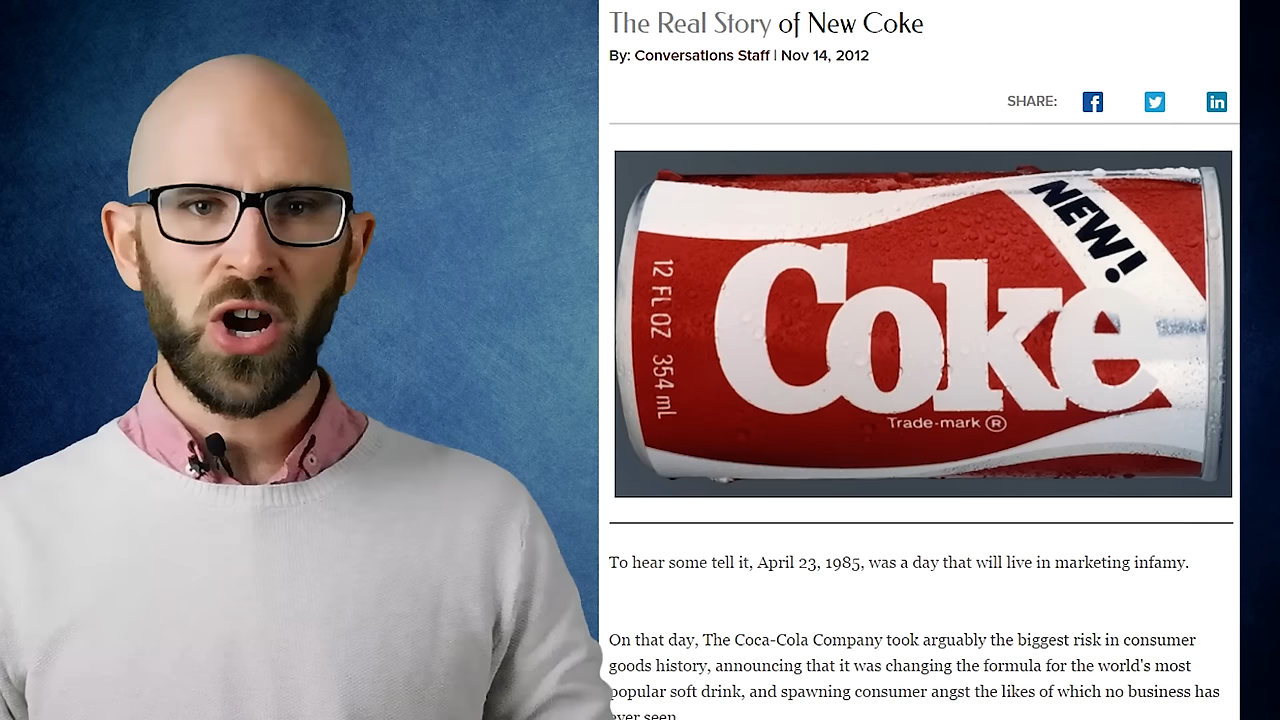 The Real Story of New Coke
By: Conversations Staff | Nov 14, 2012
SHARE:
NEW!
12 FL OZ 354 mL
Coke
Trade-mark ®
To hear some tell it, April 23, 1985, was a day that will live in marketing infamy.
On that day, The Coca-Cola Company took arguably the biggest risk in consumer
goods history, announcing that it was changing the formula for the world's most
popular soft drink, and spawning consumer angst the likes of which no business has
ever seen.